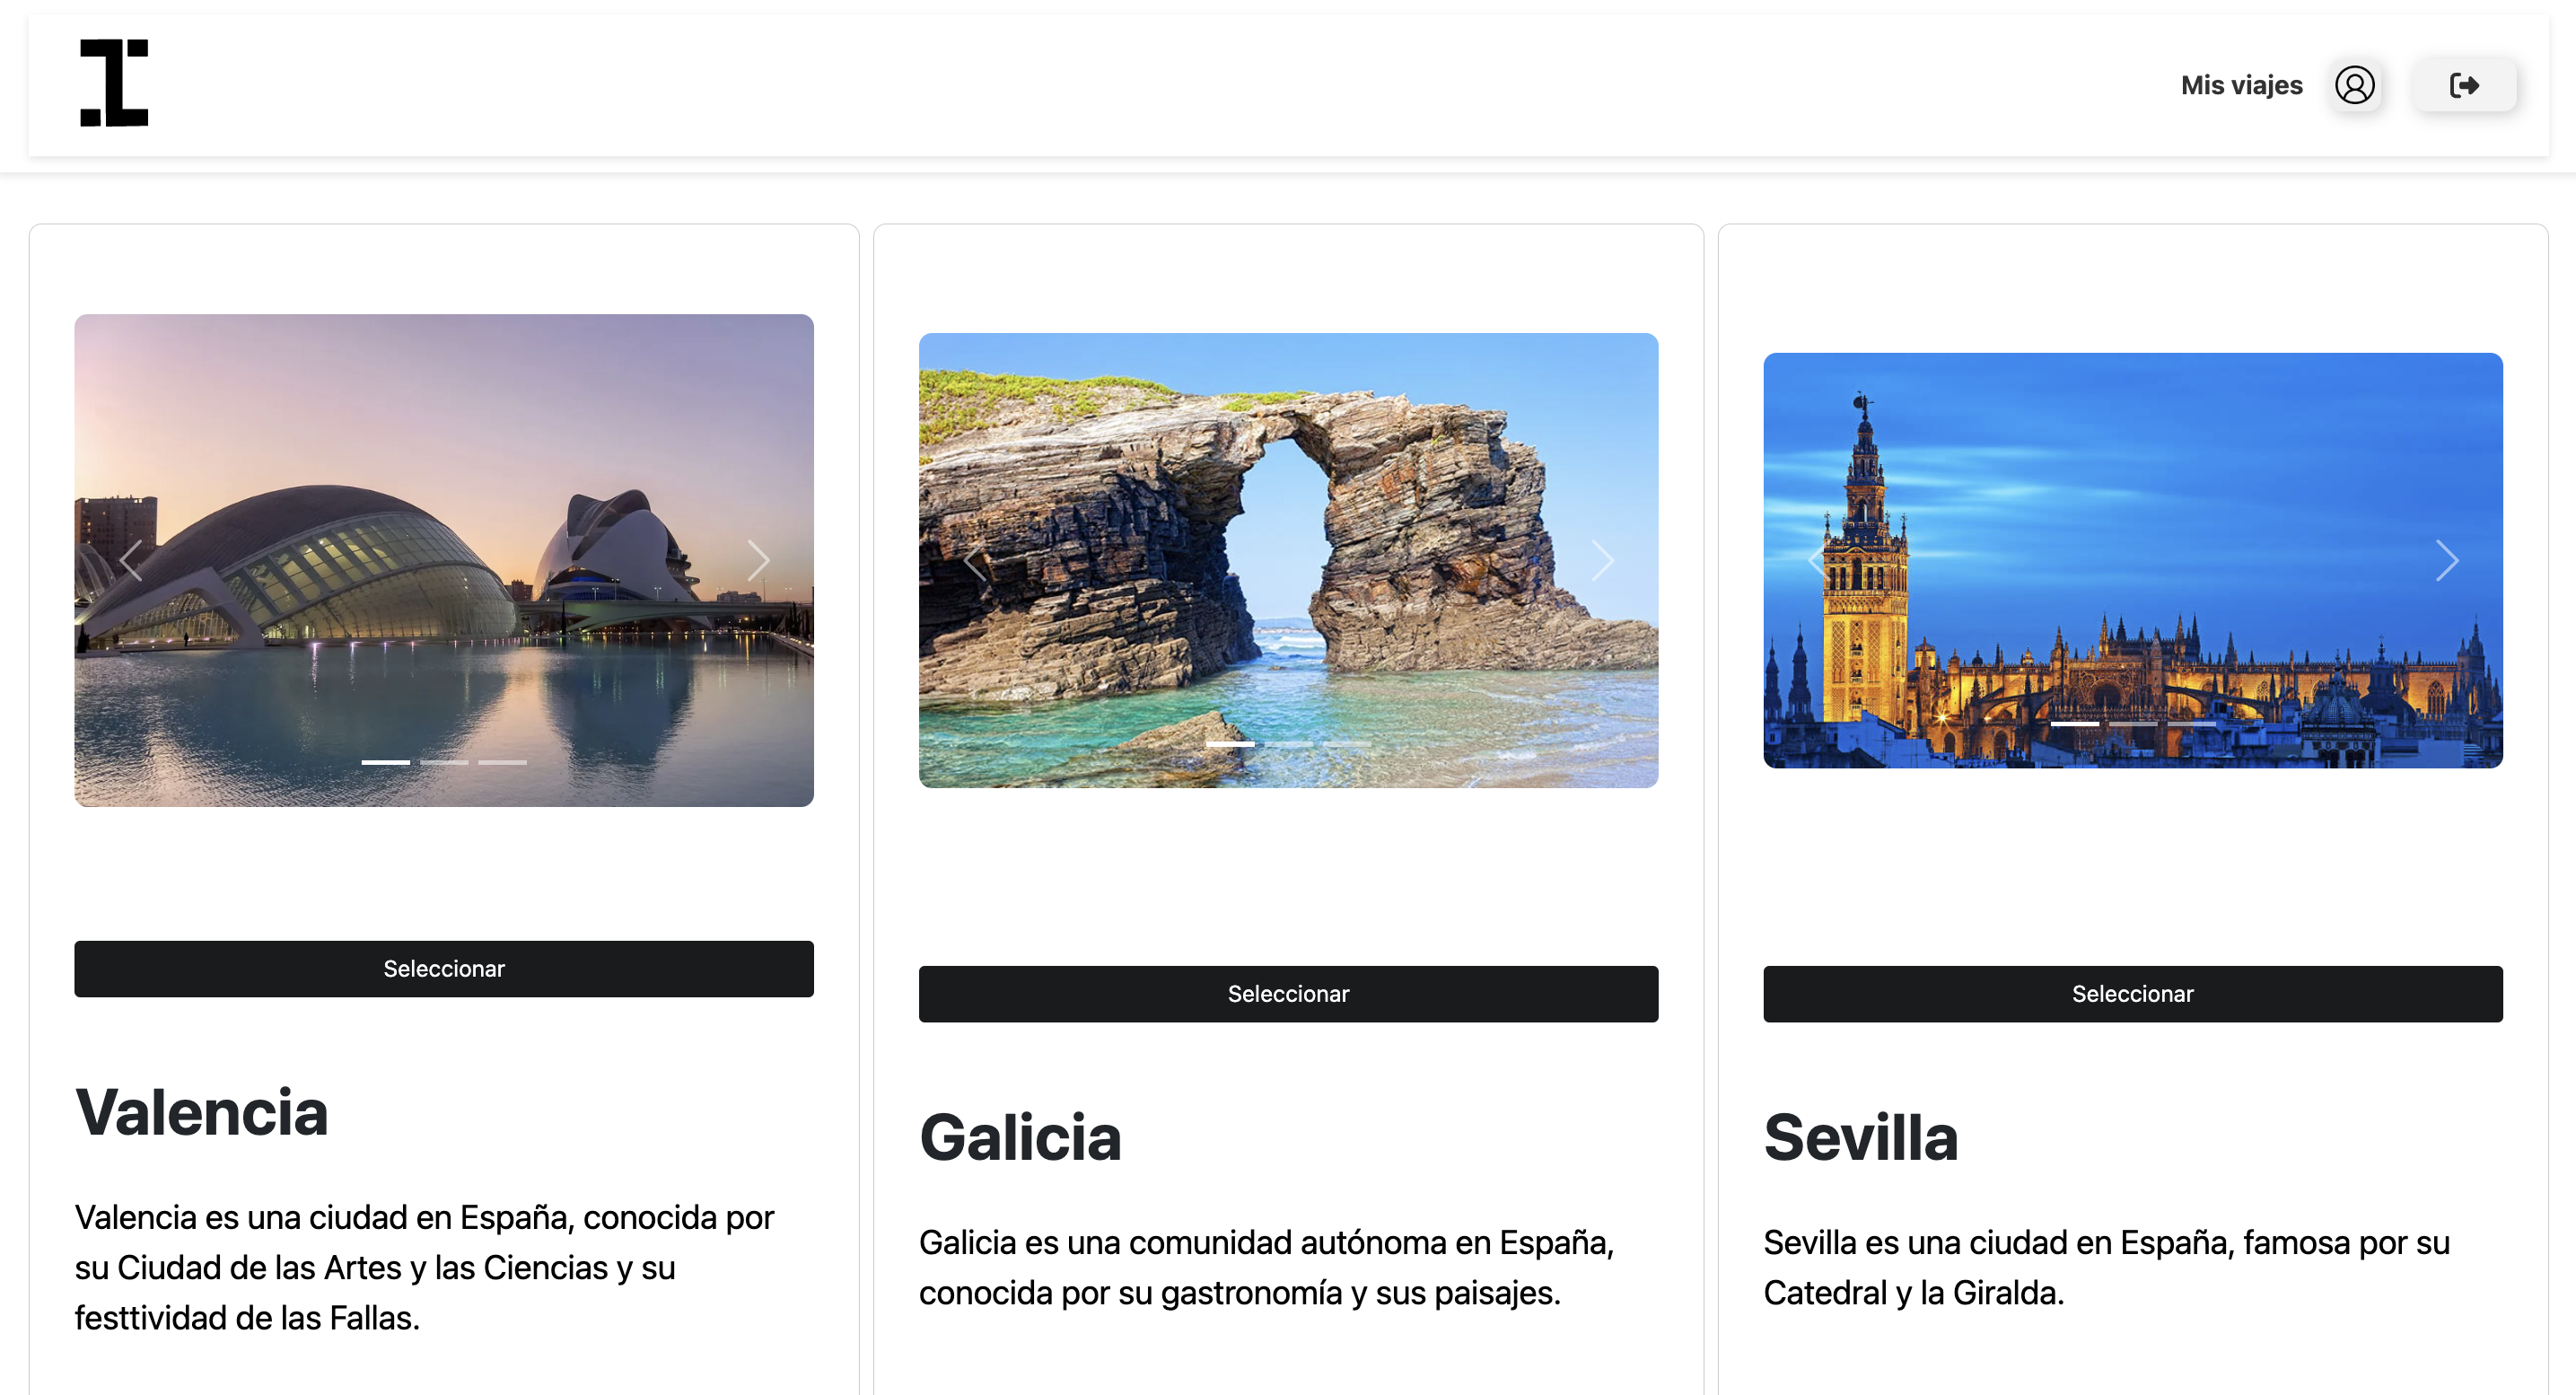 Mis viajes
Seleccionar
Seleccionar
Seleccionar
Valencia
Valencia es una ciudad en España, conocida por
su Ciudad de las Artes y las Ciencias y su
festtividad de las Fallas.
Galicia
Galicia es una comunidad autónoma en España,
conocida por su gastronomía y sus paisajes.
Sevilla
Sevilla es una ciudad en España, famosa por su
Catedral y la Giralda.